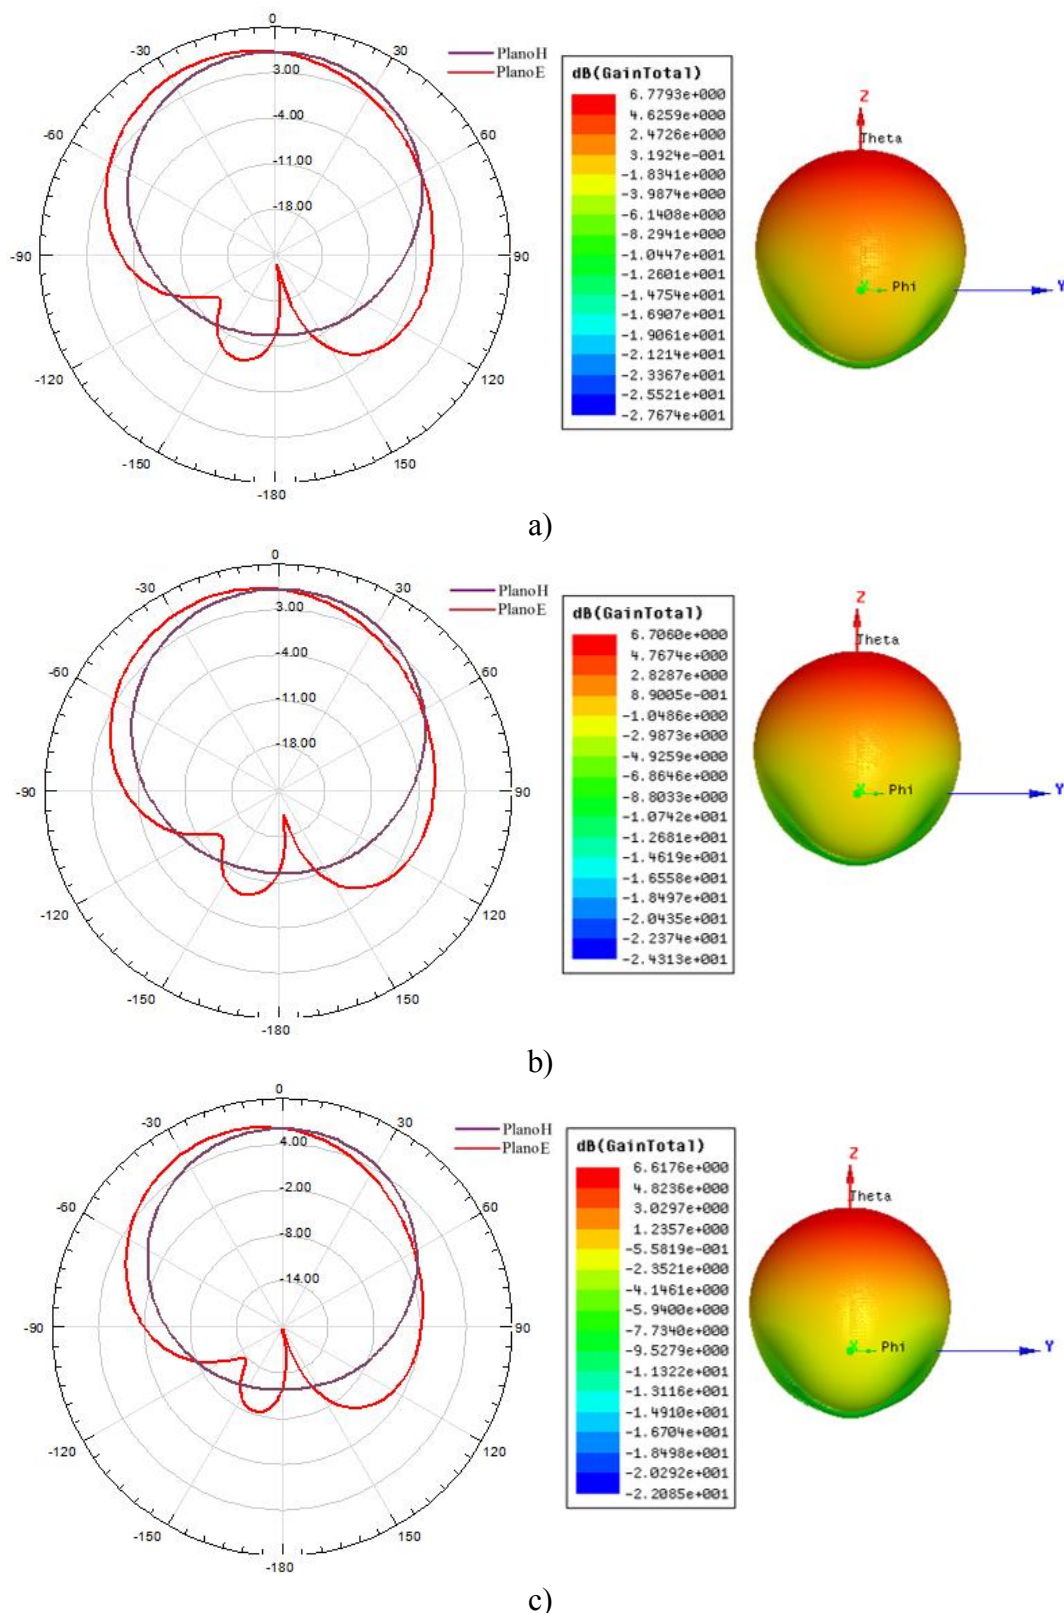 0
-30
30
PlanoH
PlanoE
3.00
-60
60
-4.00
-11.00
-18.00
-90
90
-120
120
-150
150
-180
dB(GainTotal)
6.7793e+000
4.6259e+000
2.4726e+000
3.1924e-001
-1.8341e+000
-3.9874e+000
-6.1408e+000
-8.2941e+000
-1.0447e+001
-1.2601e+001
-1.4754e+001
-1.6907e+001
-1.9061e+001
-2.1214e+001
-2.3367e+001
-2.5521e+001
-2.7674e+001
Z
Theta
X
Phi
Y
a)
0
-30
30
PlanoH
PlanoE
3.00
-60
60
-4.00
-11.00
-18.00
-90
90
-120
120
-150
150
-180
dB(GainTotal)
6.7060e+000
4.7674e+000
2.8287e+000
8.9005e-001
-1.0486e+000
-2.9873e+000
-4.9259e+000
-6.8646e+000
-8.8033e+000
-1.0742e+001
-1.2681e+001
-1.4619e+001
-1.6558e+001
-1.8497e+001
-2.0435e+001
-2.2374e+001
-2.4313e+001
Z
Theta
X
Phi
Y
b)
0
-30
30
PlanoH
PlanoE
4.00
-60
60
-2.00
-8.00
-14.00
-90
90
-120
120
-150
150
-180
dB(GainTotal)
6.6176e+000
4.8236e+000
3.0297e+000
1.2357e+000
-5.5819e-001
-2.3521e+000
-4.1461e+000
-5.9400e+000
-7.7340e+000
-9.5279e+000
-1.1322e+001
-1.3116e+001
-1.4910e+001
-1.6704e+001
-1.8498e+001
-2.0292e+001
-2.2085e+001
Z
Theta
X
Phi
Y
c)